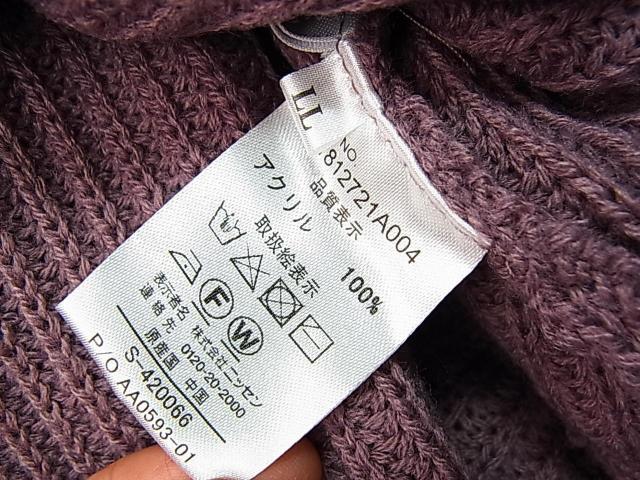 LL
NO
812721A004
品質表示
アクリル 100%
取扱絵表示
F W
表示者名 株式会社ニッセン
連絡先 0120-20-2000
原産国 中国
S-420066
P/O AA0593-01